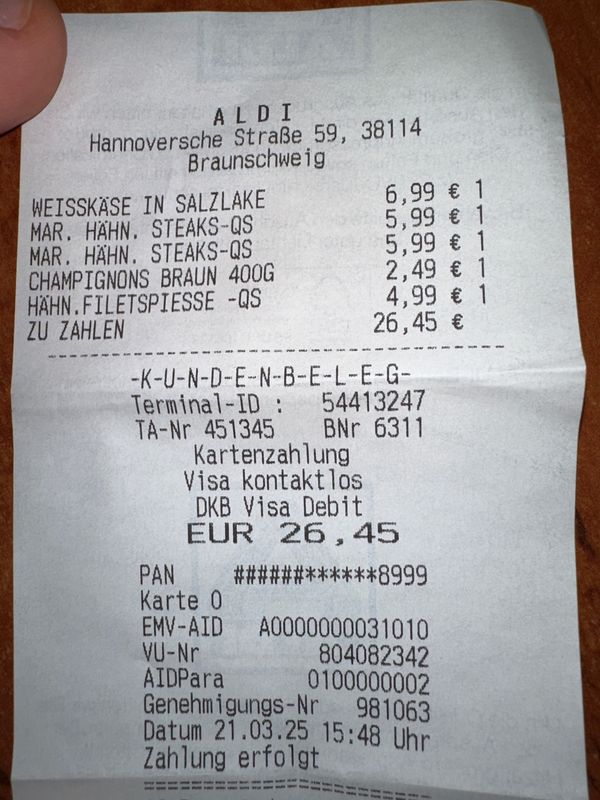 ALDI
Hannoversche Straße 59, 38114
Braunschweig
WEISSKÄSE IN SALZLAKE 6,99 € 1
MAR. HÄHN. STEAKS-QS 5,99 € 1
MAR. HÄHN. STEAKS-QS 5,99 € 1
CHAMPIGNONS BRAUN 400G 2,49 € 1
HÄHN.FILETSPIESSE -QS 4,99 € 1
ZU ZAHLEN 26,45 €
-K-U-N-D-E-N-B-E-L-E-G-
Terminal-ID : 54413247
TA-Nr 451345 BNr 6311
Kartenzahlung
Visa kontaktlos
DKB Visa Debit
EUR 26,45
PAN ######******8999
Karte 0
EMV-AID A0000000031010
VU-Nr 804082342
AIDPara 0100000002
Genehmigungs-Nr 981063
Datum 21.03.25 15:48 Uhr
Zahlung erfolgt